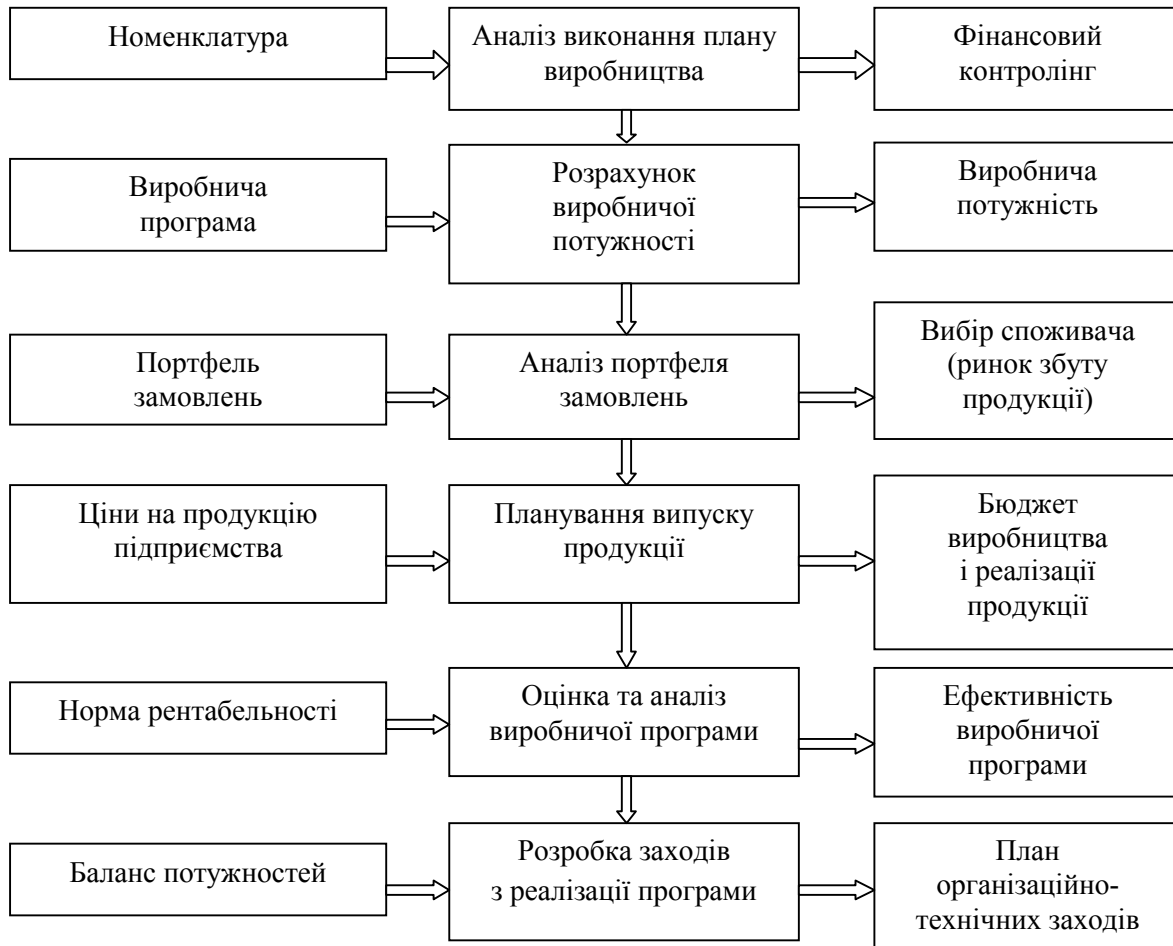 Номенклатура
Аналіз виконання плану
виробництва
Фінансовий
контролінг
Виробнича
програма
Розрахунок
виробничої
потужності
Виробнича
потужність
Портфель
замовлень
Аналіз портфеля
замовлень
Вибір споживача
(ринок збуту
продукції)
Ціни на продукцію
підприємства
Планування випуску
продукції
Бюджет
виробництва
і реалізації
продукції
Норма рентабельності
Оцінка та аналіз
виробничої програми
Ефективність
виробничої
програми
Баланс потужностей
Розробка заходів
з реалізації програми
План
організаційно-
технічних заходів